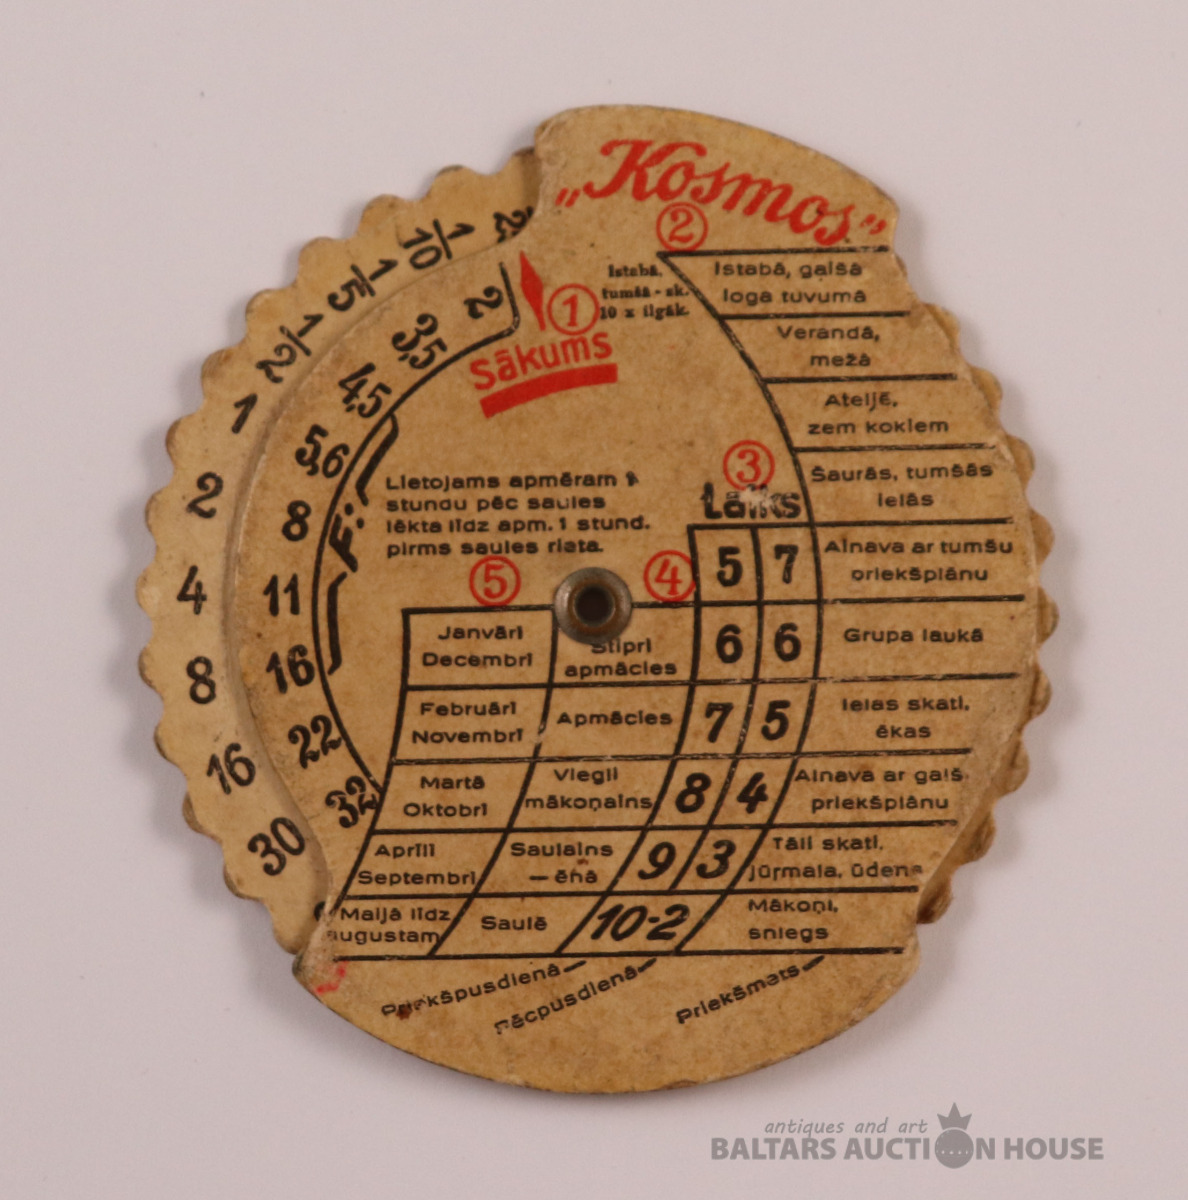 „Kosmos”
2
Istabā,
tumšā - sk.
10 x ilgāk.
1
Sākums
Istabā, gaišā
loga tuvumā
Verandā,
mežā
Ateljē,
zem kokiem
Šaurās, tumšās
ielās
Ainava ar tumšu
priekšplānu
Grupa laukā
Ielas skati,
ēkas
Ainava ar gaiš.
priekšplānu
Tāli skati,
jūrmala, ūdens
Mākoņi,
sniegs
1/10
1/5
1/2
1
2
4
8
16
30
2
3,5
4,5
5,6
8
11
16
22
32
F:
Lietojams apmēram 1
stundu pēc saules
lēkta līdz apm. 1 stund.
pirms saules rieta.
3
Laiks
5 7
6 6
7 5
8 4
9 3
10-2
5
4
Janvārī
Decembrī
Stipri
apmācies
Februārī
Novembrī
Apmācies
Martā
Oktobrī
Viegli
mākoņains
Aprīlī
Septembrī
Saulains
— ēnā
Maijā līdz
augustam
Saulē
Priekšpusdienā —
pēcpusdienā —
Priekšmets —
antiques and art
BALTARS AUCTION HOUSE